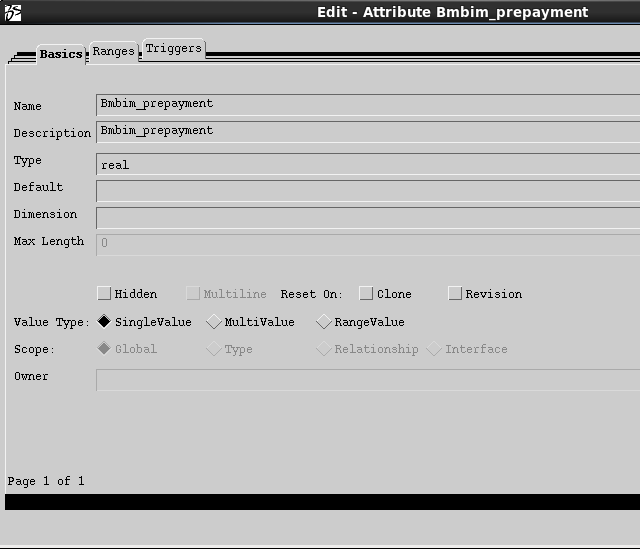 Edit - Attribute Bmbim_prepayment
Basics Ranges Triggers
Name Bmbim_prepayment
Description Bmbim_prepayment
Type real
Default
Dimension
Max Length 0
Hidden Multiline Reset On: Clone Revision
Value Type: SingleValue MultiValue RangeValue
Scope: Global Type Relationship Interface
Owner
Page 1 of 1